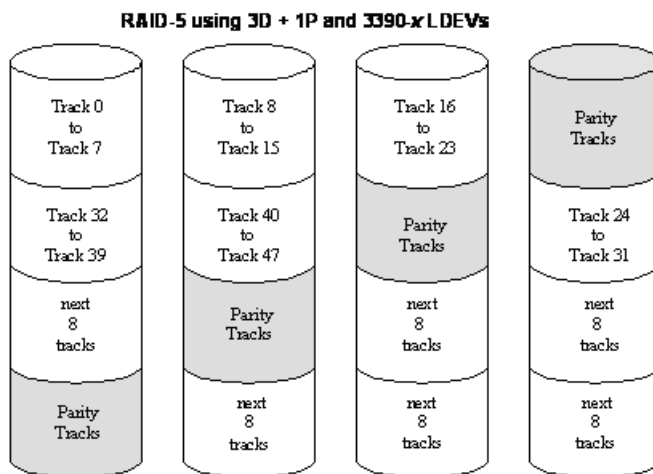 RAID-5 using 3D + 1P and 3390-x LDEVs
Track 0
to
Track 7
Track 8
to
Track 15
Track 16
to
Track 23
Parity
Tracks
Track 32
to
Track 39
Track 40
to
Track 47
Parity
Tracks
Track 24
to
Track 31
next
8
tracks
Parity
Tracks
next
8
tracks
next
8
tracks
Parity
Tracks
next
8
tracks
next
8
tracks
next
8
tracks